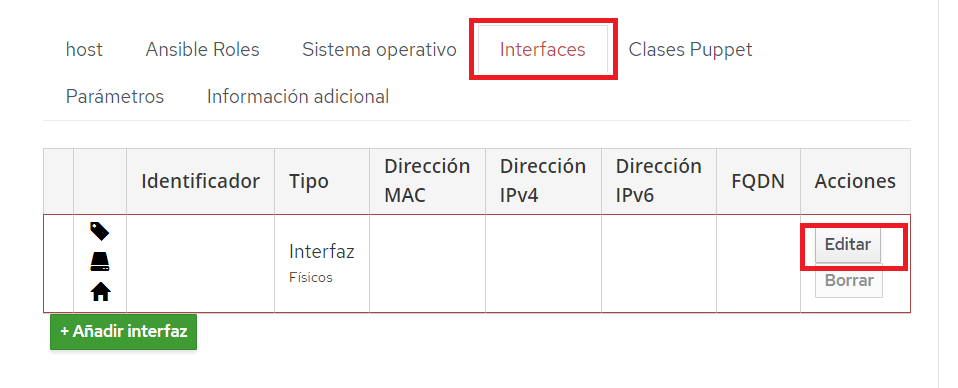 host Ansible Roles Sistema operativo Interfaces Clases Puppet
Parámetros Información adicional
Identificador Tipo Dirección MAC Dirección IPv4 Dirección IPv6 FQDN Acciones
Interfaz Editar
Físicos Borrar
+ Añadir interfaz